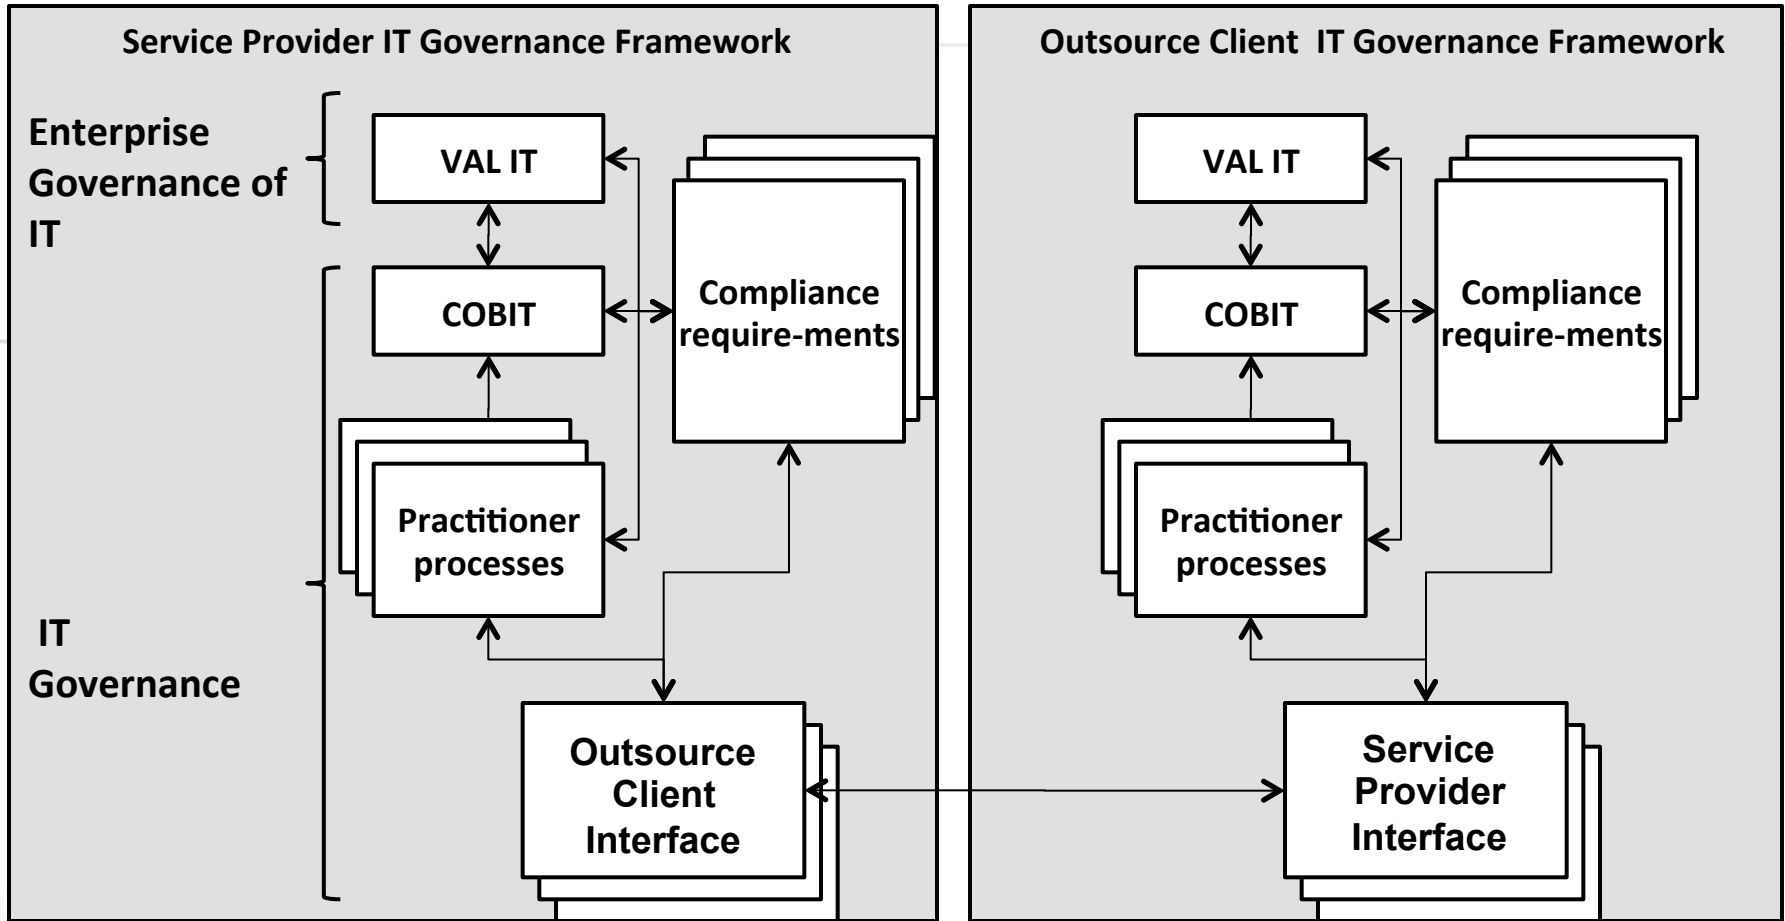 Service Provider IT Governance Framework
Enterprise
Governance of
IT
VAL IT
COBIT
Compliance
require-ments
Practitioner
processes
IT
Governance
Outsource
Client
Interface
Outsource Client IT Governance Framework
VAL IT
COBIT
Compliance
require-ments
Practitioner
processes
Service
Provider
Interface